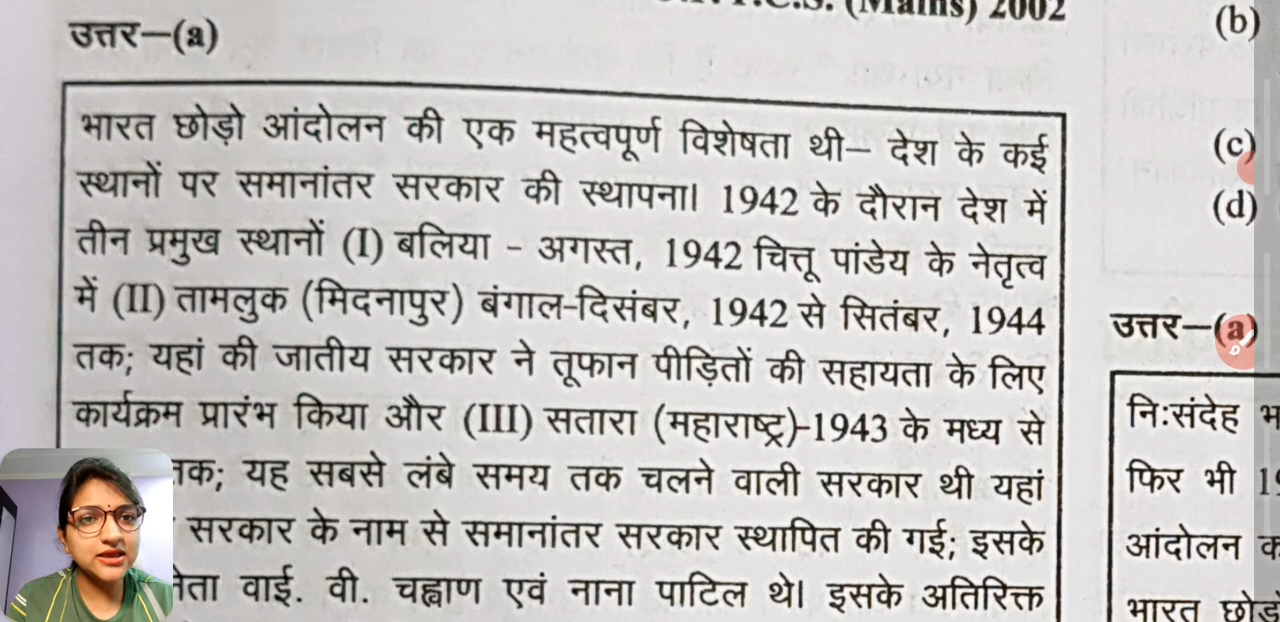 (Mains) 2002
उत्तर–(a)
भारत छोड़ो आंदोलन की एक महत्वपूर्ण विशेषता थी– देश के कई
स्थानों पर समानांतर सरकार की स्थापना। 1942 के दौरान देश में
तीन प्रमुख स्थानों (I) बलिया - अगस्त, 1942 चित्तू पांडेय के नेतृत्व
में (II) तामलुक (मिदनापुर) बंगाल-दिसंबर, 1942 से सितंबर, 1944
तक; यहां की जातीय सरकार ने तूफान पीड़ितों की सहायता के लिए
कार्यक्रम प्रारंभ किया और (III) सतारा (महाराष्ट्र)-1943 के मध्य से
तक; यह सबसे लंबे समय तक चलने वाली सरकार थी यहां
सरकार के नाम से समानांतर सरकार स्थापित की गई; इसके
वाई. वी. चह्वाण एवं नाना पाटिल थे। इसके अतिरिक्त
(b)
(c)
(d)
उत्तर–(a)
नि:संदेह
फिर भी
आंदोलन
भारत